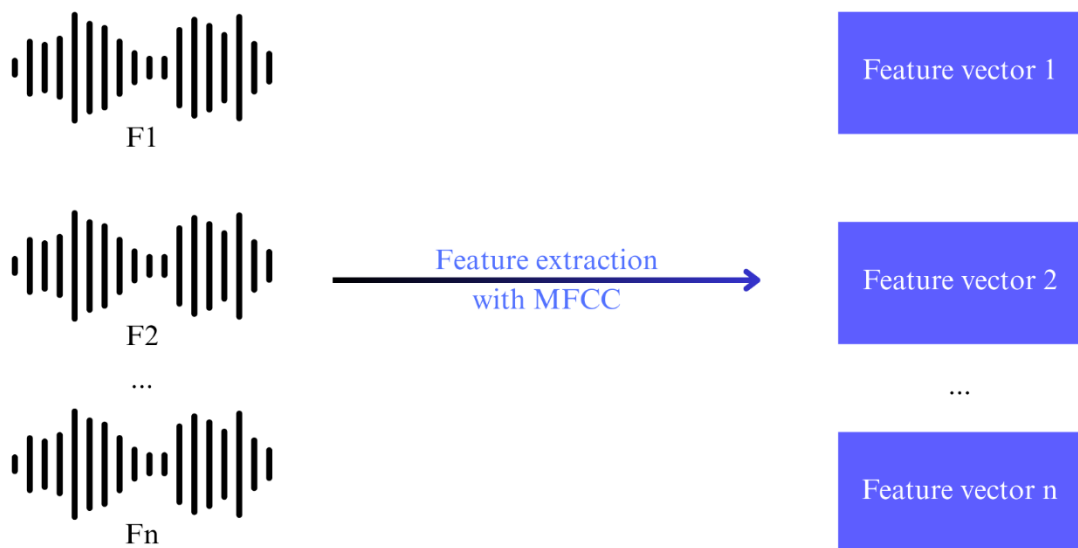 F1
Feature vector 1
Feature extraction
with MFCC
F2
Feature vector 2
...
...
Fn
Feature vector n